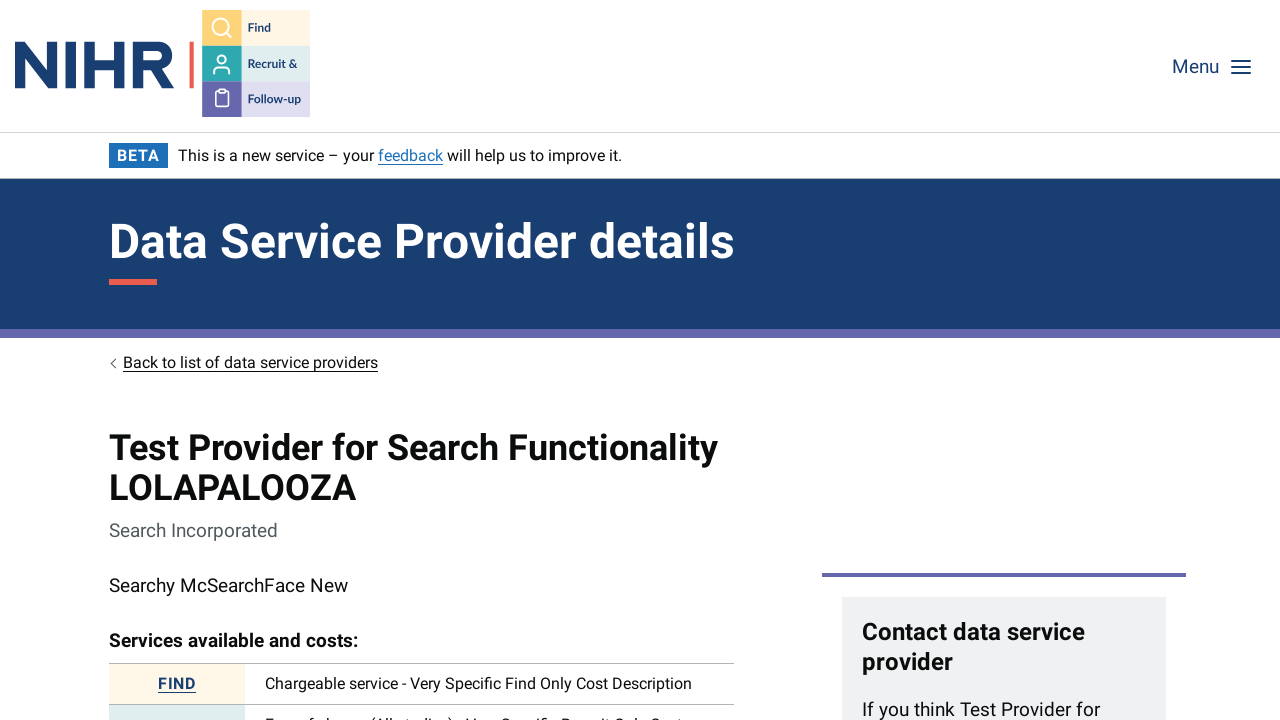 NIHR
Find
Recruit &
Follow-up
Menu
BETA This is a new service – your feedback will help us to improve it.
Data Service Provider details
Back to list of data service providers
Test Provider for Search Functionality
LOLAPALOOZA
Search Incorporated
Searchy McSearchFace New
Services available and costs:
FIND Chargeable service - Very Specific Find Only Cost Description
Contact data service
provider
If you think Test Provider for